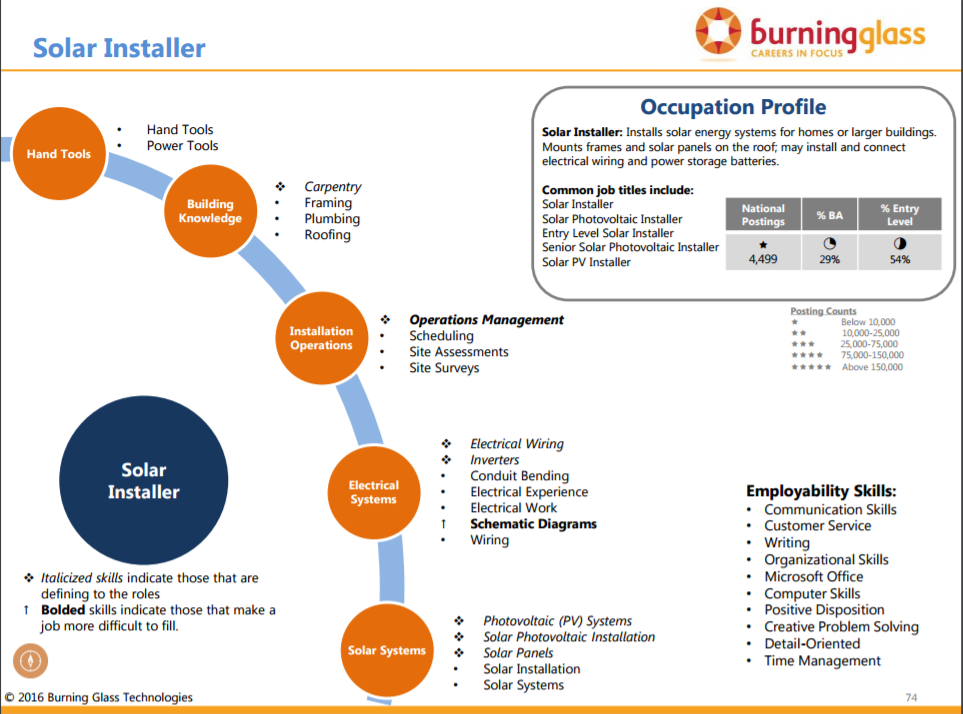 Solar Installer
burningglass
CAREERS IN FOCUS
Hand Tools
• Hand Tools
• Power Tools
Building
Knowledge
❖ Carpentry
• Framing
• Plumbing
• Roofing
Installation
Operations
❖ Operations Management
• Scheduling
• Site Assessments
• Site Surveys
Electrical
Systems
❖ Electrical Wiring
❖ Inverters
• Conduit Bending
• Electrical Experience
• Electrical Work
↑ Schematic Diagrams
• Wiring
Solar Systems
❖ Photovoltaic (PV) Systems
❖ Solar Photovoltaic Installation
❖ Solar Panels
• Solar Installation
• Solar Systems
Solar
Installer
❖ Italicized skills indicate those that are
defining to the roles
↑ Bolded skills indicate those that make a
job more difficult to fill.
Occupation Profile
Solar Installer: Installs solar energy systems for homes or larger buildings.
Mounts frames and solar panels on the roof; may install and connect
electrical wiring and power storage batteries.
Common job titles include:
Solar Installer
Solar Photovoltaic Installer
Entry Level Solar Installer
Senior Solar Photovoltaic Installer
Solar PV Installer
National
Postings
% BA
% Entry
Level
★
4,499
29%
54%
Posting Counts
★ Below 10,000
★★ 10,000-25,000
★★★ 25,000-75,000
★★★★ 75,000-150,000
★★★★★ Above 150,000
Employability Skills:
• Communication Skills
• Customer Service
• Writing
• Organizational Skills
• Microsoft Office
• Computer Skills
• Positive Disposition
• Creative Problem Solving
• Detail-Oriented
• Time Management
© 2016 Burning Glass Technologies
74